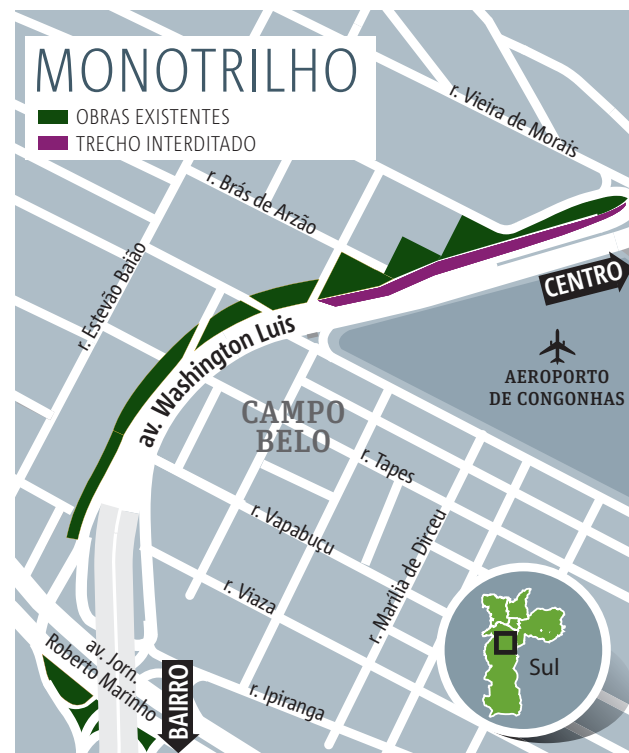 MONOTRILHO
OBRAS EXISTENTES
TRECHO INTERDITADO
r. Vieira de Morais
r. Brás de Arzão
r. Estevão Baião
CENTRO
av. Washington Luis
AEROPORTO
DE CONGONHAS
CAMPO
BELO
r. Tapes
r. Vapabuçu
r. Marília de Dirceu
r. Viaza
av. Jorn.
Roberto Marinho
BAIRRO
r. Ipiranga
Sul